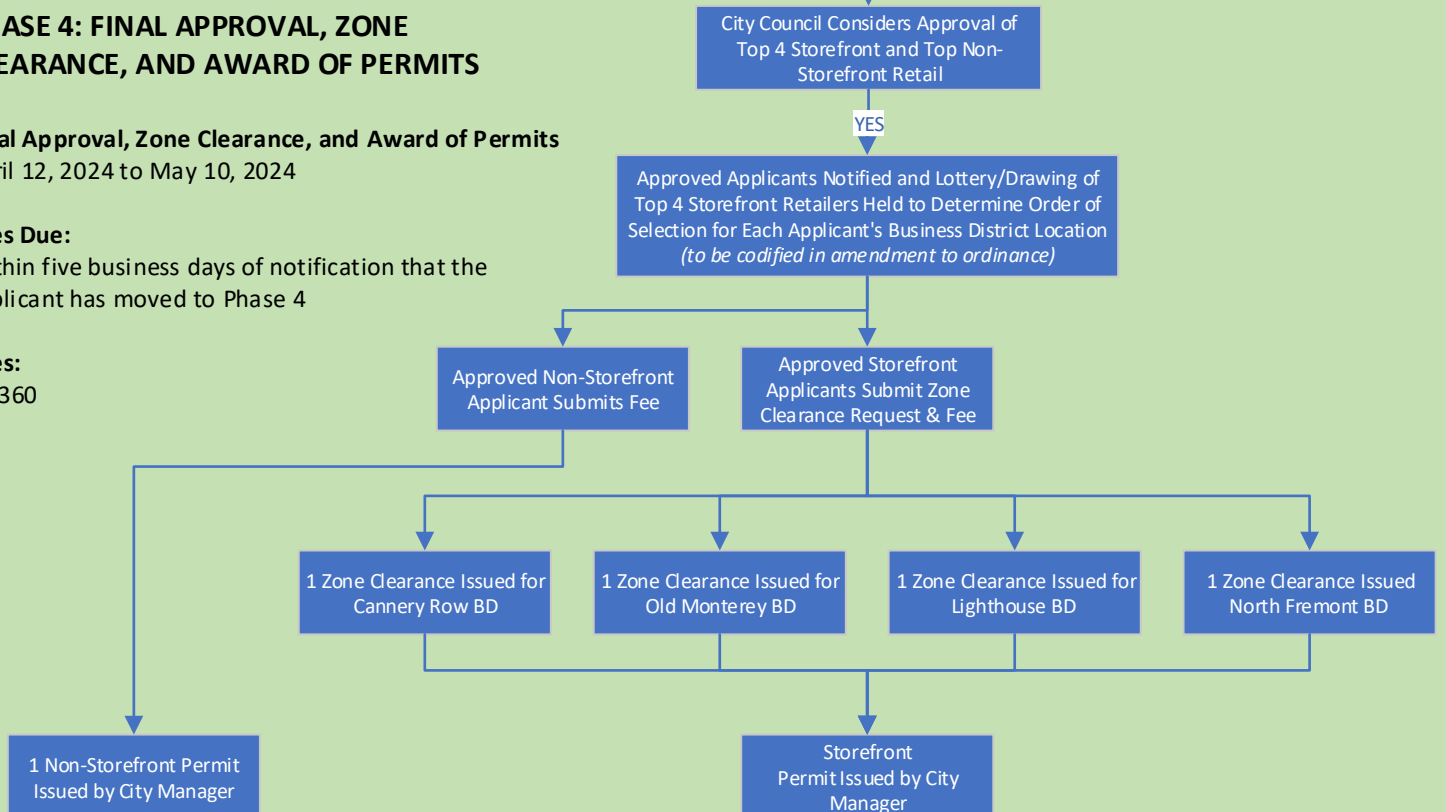 ASE 4: FINAL APPROVAL, ZONE
EARANCE, AND AWARD OF PERMITS
al Approval, Zone Clearance, and Award of Permits
ril 12, 2024 to May 10, 2024
es Due:
thin five business days of notification that the
plicant has moved to Phase 4
es:
360
City Council Considers Approval of
Top 4 Storefront and Top Non-
Storefront Retail
YES
Approved Applicants Notified and Lottery/Drawing of
Top 4 Storefront Retailers Held to Determine Order of
Selection for Each Applicant's Business District Location
(to be codified in amendment to ordinance)
Approved Non-Storefront
Applicant Submits Fee
Approved Storefront
Applicants Submit Zone
Clearance Request & Fee
1 Zone Clearance Issued for
Cannery Row BD
1 Zone Clearance Issued for
Old Monterey BD
1 Zone Clearance Issued for
Lighthouse BD
1 Zone Clearance Issued
North Fremont BD
1 Non-Storefront Permit
Issued by City Manager
Storefront
Permit Issued by City
Manager